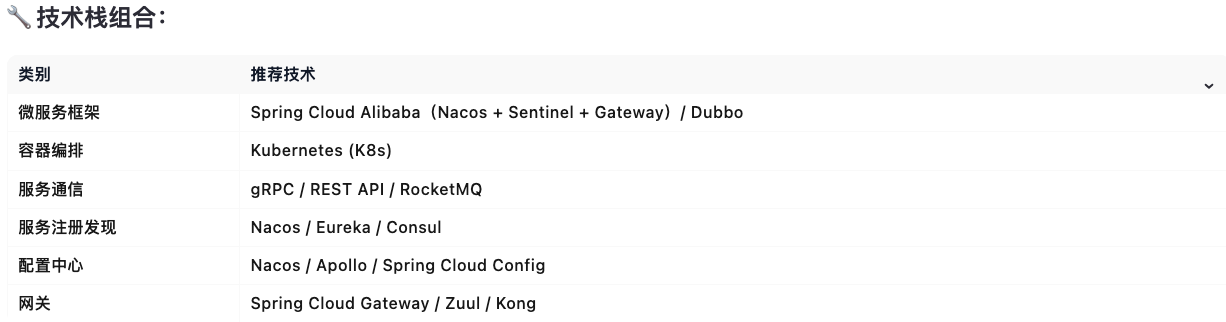 🔧 技术栈组合：
类别 推荐技术
微服务框架 Spring Cloud Alibaba（Nacos + Sentinel + Gateway）/ Dubbo
容器编排 Kubernetes (K8s)
服务通信 gRPC / REST API / RocketMQ
服务注册发现 Nacos / Eureka / Consul
配置中心 Nacos / Apollo / Spring Cloud Config
网关 Spring Cloud Gateway / Zuul / Kong